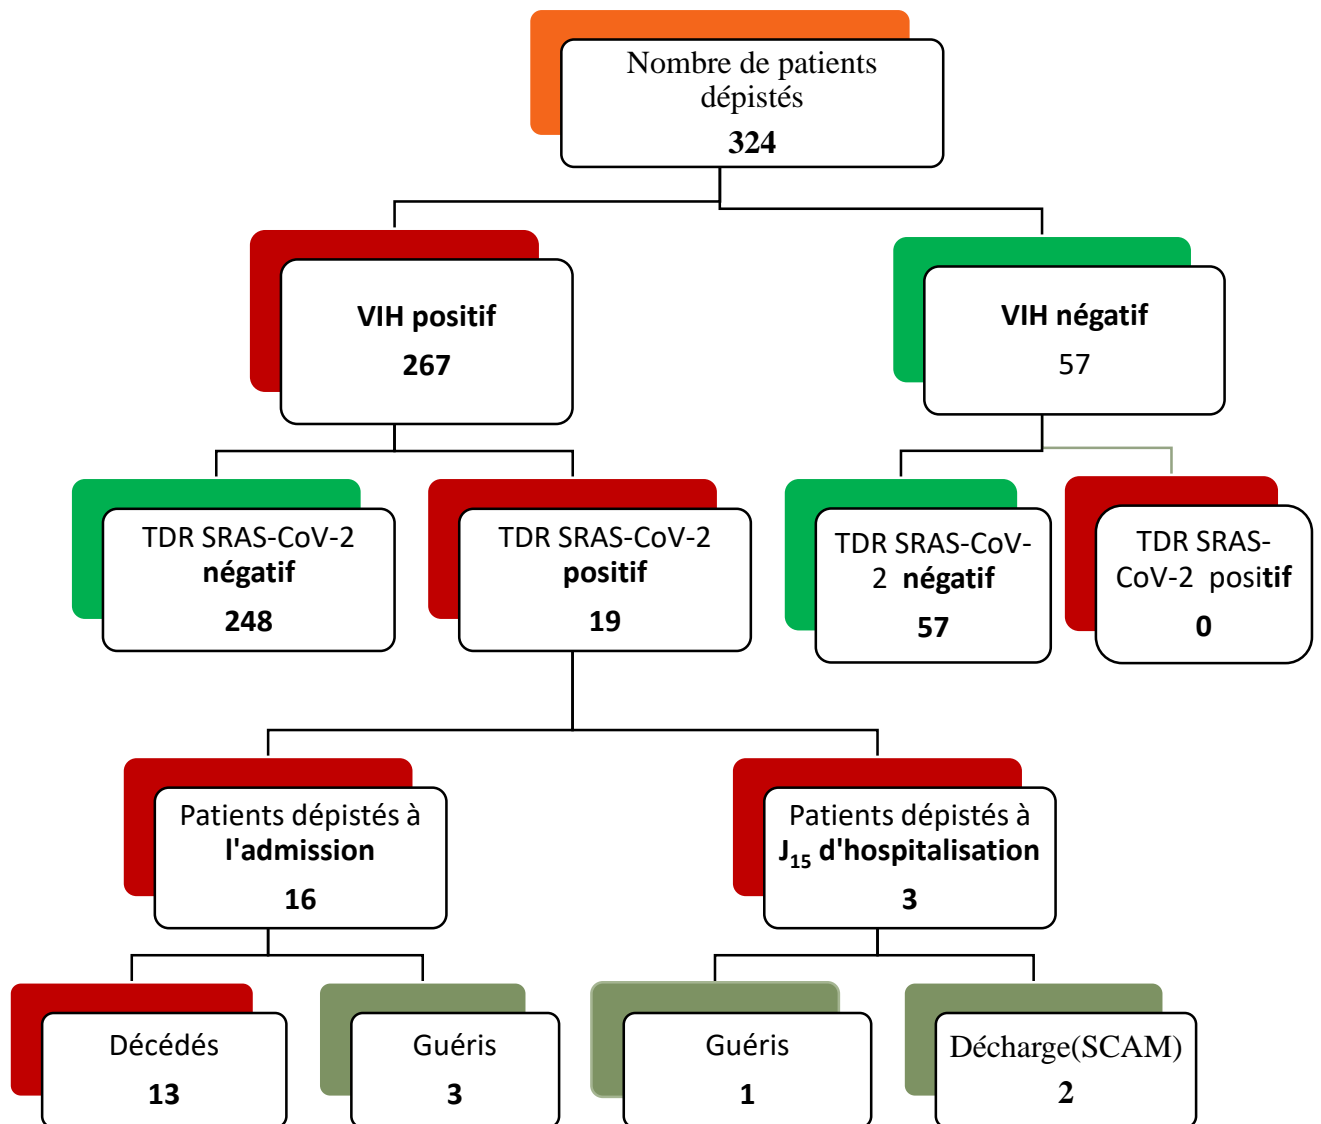 Nombre de patients
dépistés
324
VIH positif
267
VIH négatif
57
TDR SRAS-CoV-2
négatif
248
TDR SRAS-CoV-2
positif
19
TDR SRAS-CoV-
2 négatif
57
TDR SRAS-
CoV-2 positif
0
Patients dépistés à
l'admission
16
Patients dépistés à
J₁₅ d'hospitalisation
3
Décédés
13
Guéris
3
Guéris
1
Décharge(SCAM)
2